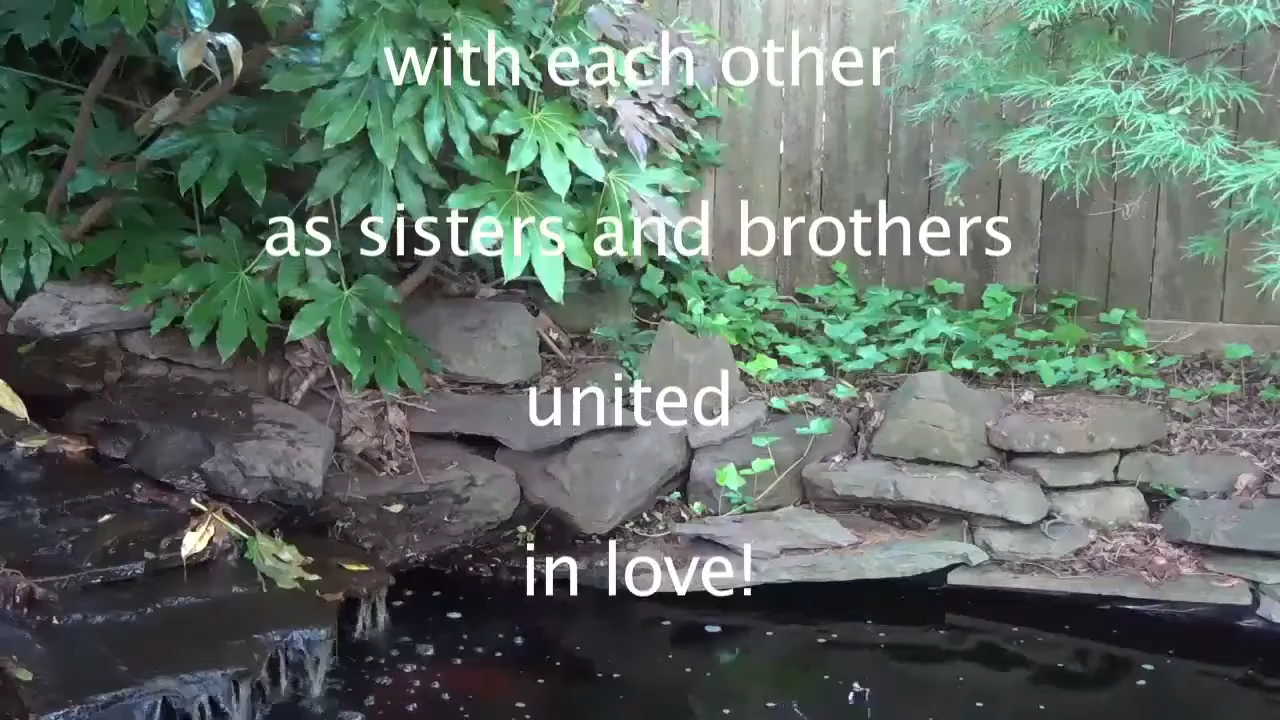 with each other
as sisters and brothers
united
in love!